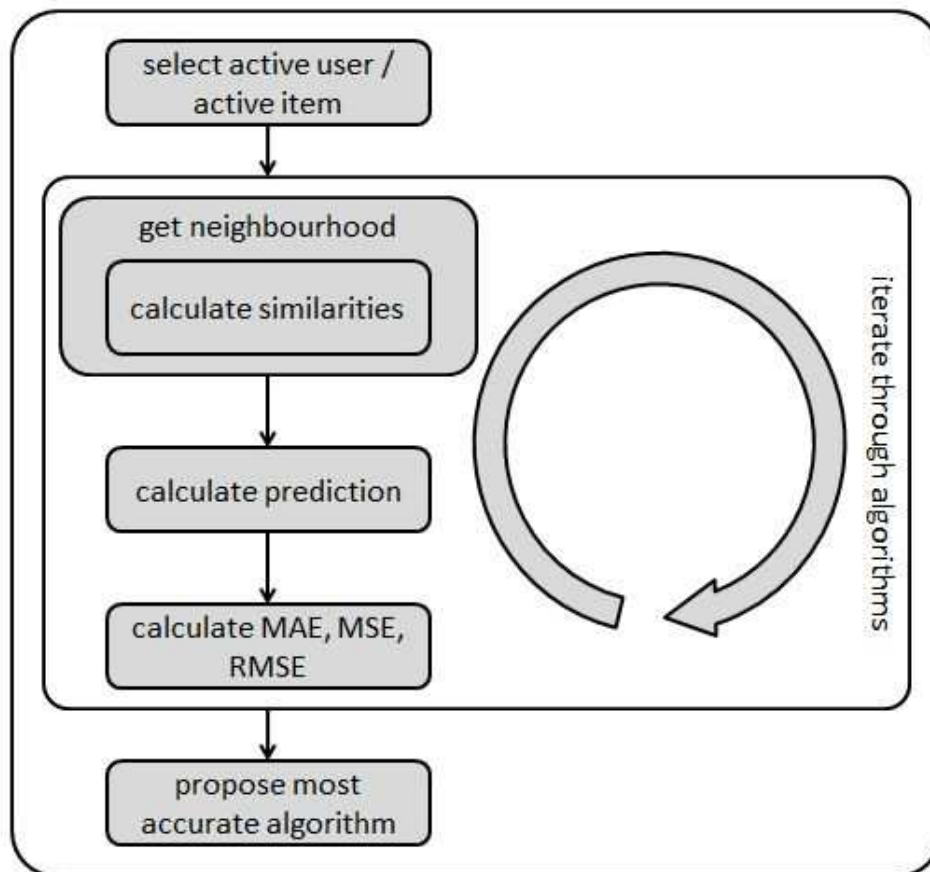 select active user /
active item
get neighbourhood
calculate similarities
iterate through algorithms
calculate prediction
calculate MAE, MSE,
RMSE
propose most
accurate algorithm